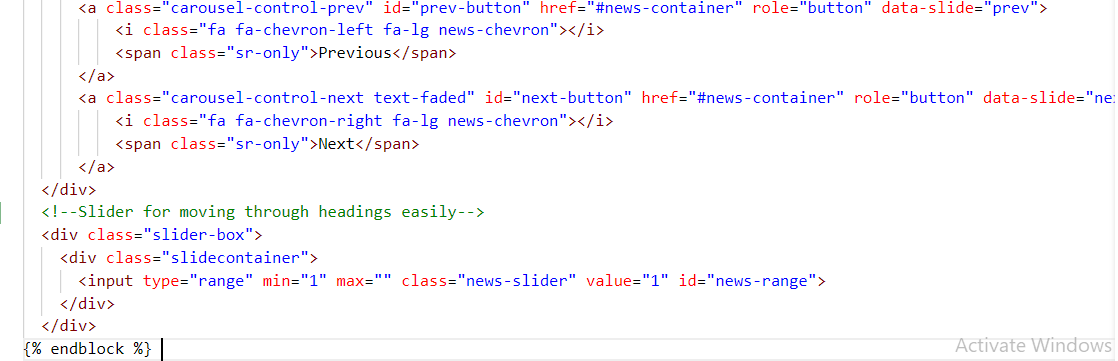 <a class="carousel-control-prev" id="prev-button" href="#news-container" role="button" data-slide="prev">
<i class="fa fa-chevron-left fa-lg news-chevron"></i>
<span class="sr-only">Previous</span>
</a>
<a class="carousel-control-next text-faded" id="next-button" href="#news-container" role="button" data-slide="ne
<i class="fa fa-chevron-right fa-lg news-chevron"></i>
<span class="sr-only">Next</span>
</a>
</div>
<!--Slider for moving through headings easily-->
<div class="slider-box">
<div class="slidecontainer">
<input type="range" min="1" max="" class="news-slider" value="1" id="news-range">
</div>
</div>
{% endblock %}
Activate Windows